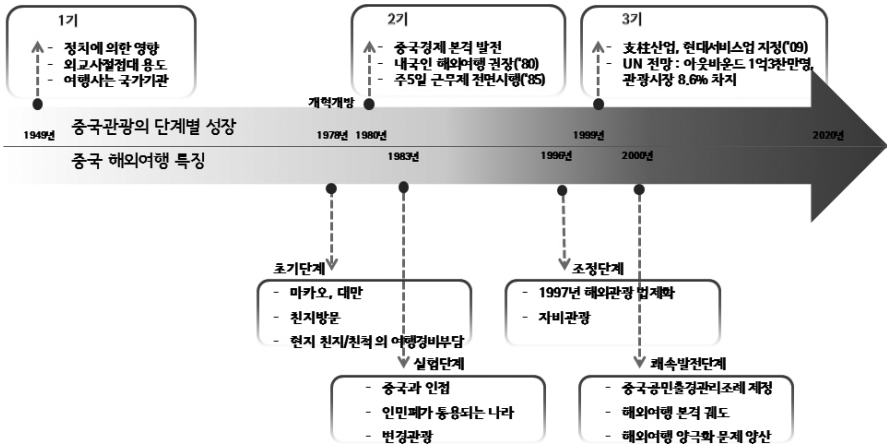 1기
- 정치에 의한 영향
- 외교사절접대 용도
- 여행사는 국가기관
2기
- 중국경제 본격 발전
- 내국인 해외여행 권장('80)
- 주5일 근무제 전면시행('85)
3기
- 支柱산업, 현대서비스업 지정('09)
- UN 전망 : 아웃바운드 1억3찬만명,
관광시장 8.6% 차지
개혁개방
1949년
중국관광의 단계별 성장
1978년
1980년
1999년
2020년
중국 해외여행 특징
1983년
1996년
2000년
초기단계
- 마카오, 대만
- 친지방문
- 현지 친지/친척 의 여행경비부담
조정단계
- 1997년 해외관광 법제화
- 자비관광
실험단계
- 중국과 인접
- 인민폐가 통용되는 나라
- 변경관광
쾌속발전단계
- 중국공민출경관리조례 제정
- 해외여행 본격 궤도
- 해외여행 양극화 문제 양산